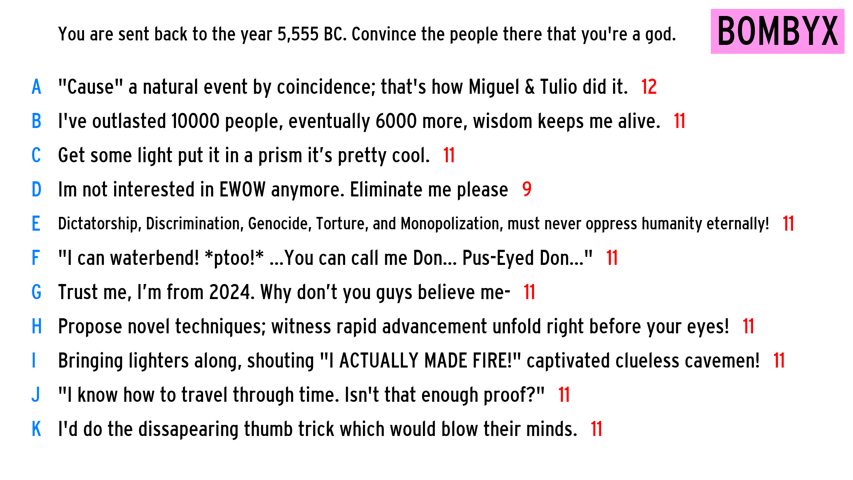 You are sent back to the year 5,555 BC. Convince the people there that you're a god.
BOMBYX
A "Cause" a natural event by coincidence; that's how Miguel & Tulio did it. 12
B I've outlasted 10000 people, eventually 6000 more, wisdom keeps me alive. 11
C Get some light put it in a prism it’s pretty cool. 11
D Im not interested in EWOW anymore. Eliminate me please 9
E Dictatorship, Discrimination, Genocide, Torture, and Monopolization, must never oppress humanity eternally! 11
F "I can waterbend! *ptoo!* ...You can call me Don... Pus-Eyed Don..." 11
G Trust me, I’m from 2024. Why don’t you guys believe me- 11
H Propose novel techniques; witness rapid advancement unfold right before your eyes! 11
I Bringing lighters along, shouting "I ACTUALLY MADE FIRE!" captivated clueless cavemen! 11
J "I know how to travel through time. Isn't that enough proof?" 11
K I'd do the dissapearing thumb trick which would blow their minds. 11